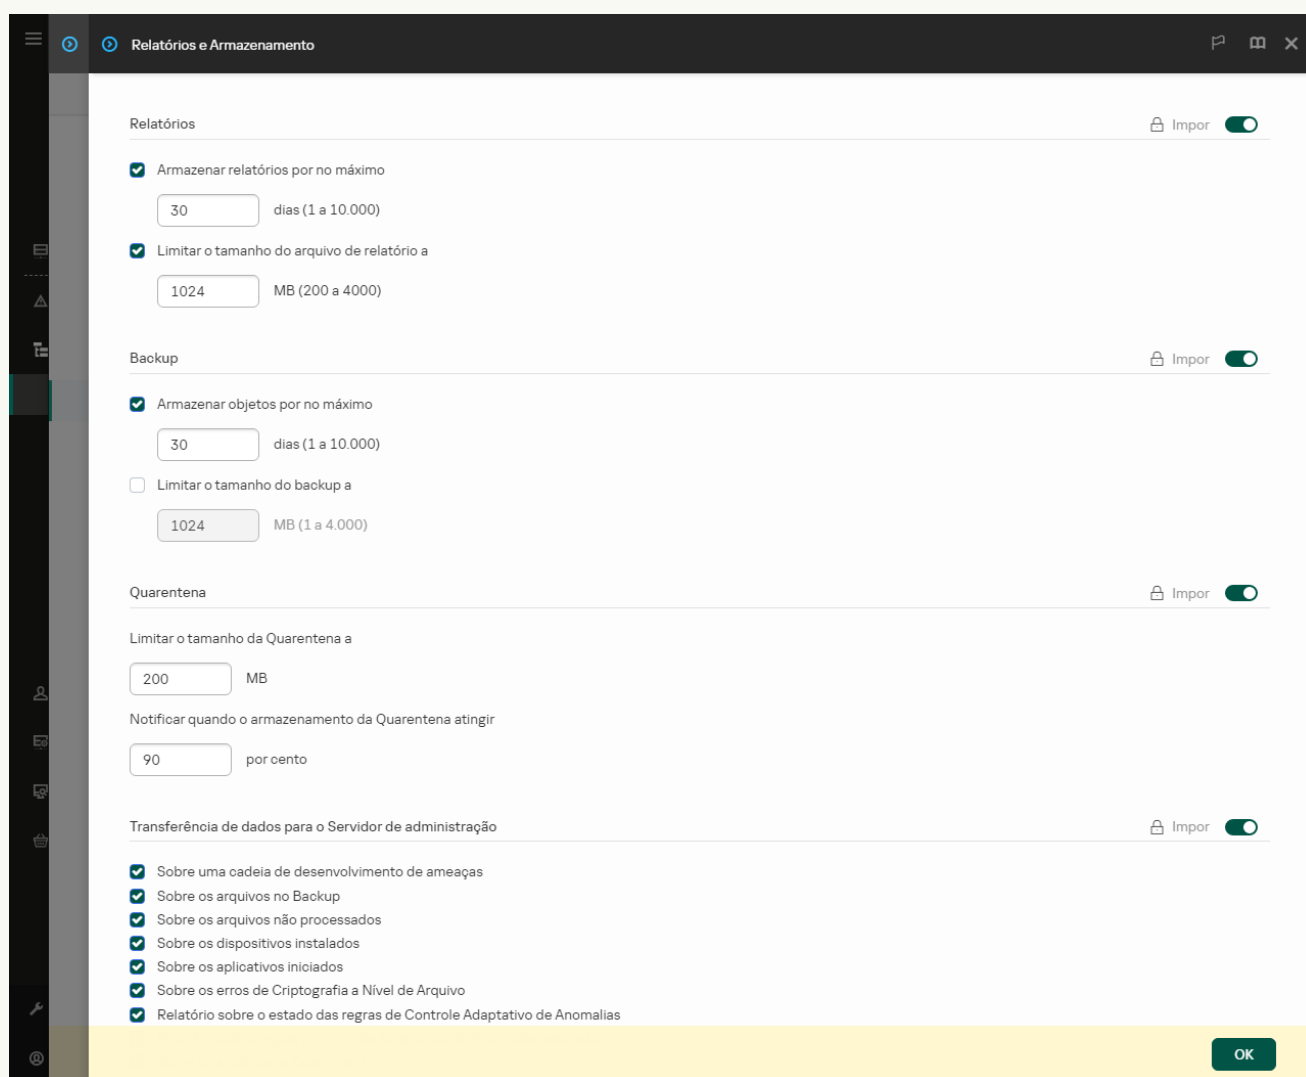 Relatórios e Armazenamento
Relatórios
Impor
Armazenar relatórios por no máximo
30 dias (1 a 10.000)
Limitar o tamanho do arquivo de relatório a
1024 MB (200 a 4000)
Backup
Impor
Armazenar objetos por no máximo
30 dias (1 a 10.000)
Limitar o tamanho do backup a
1024 MB (1 a 4.000)
Quarentena
Impor
Limitar o tamanho da Quarentena a
200 MB
Notificar quando o armazenamento da Quarentena atingir
90 por cento
Transferência de dados para o Servidor de administração
Impor
Sobre uma cadeia de desenvolvimento de ameaças
Sobre os arquivos no Backup
Sobre os arquivos não processados
Sobre os dispositivos instalados
Sobre os aplicativos iniciados
Sobre os erros de Criptografia a Nível de Arquivo
Relatório sobre o estado das regras de Controle Adaptativo de Anomalias
OK